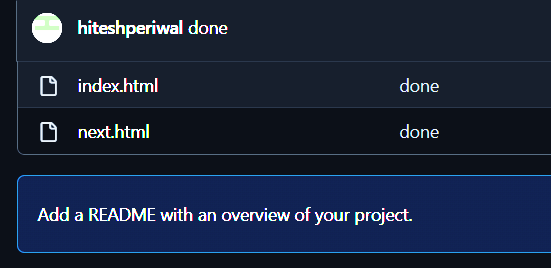 hiteshperiwal done
index.html done
next.html done
Add a README with an overview of your project.